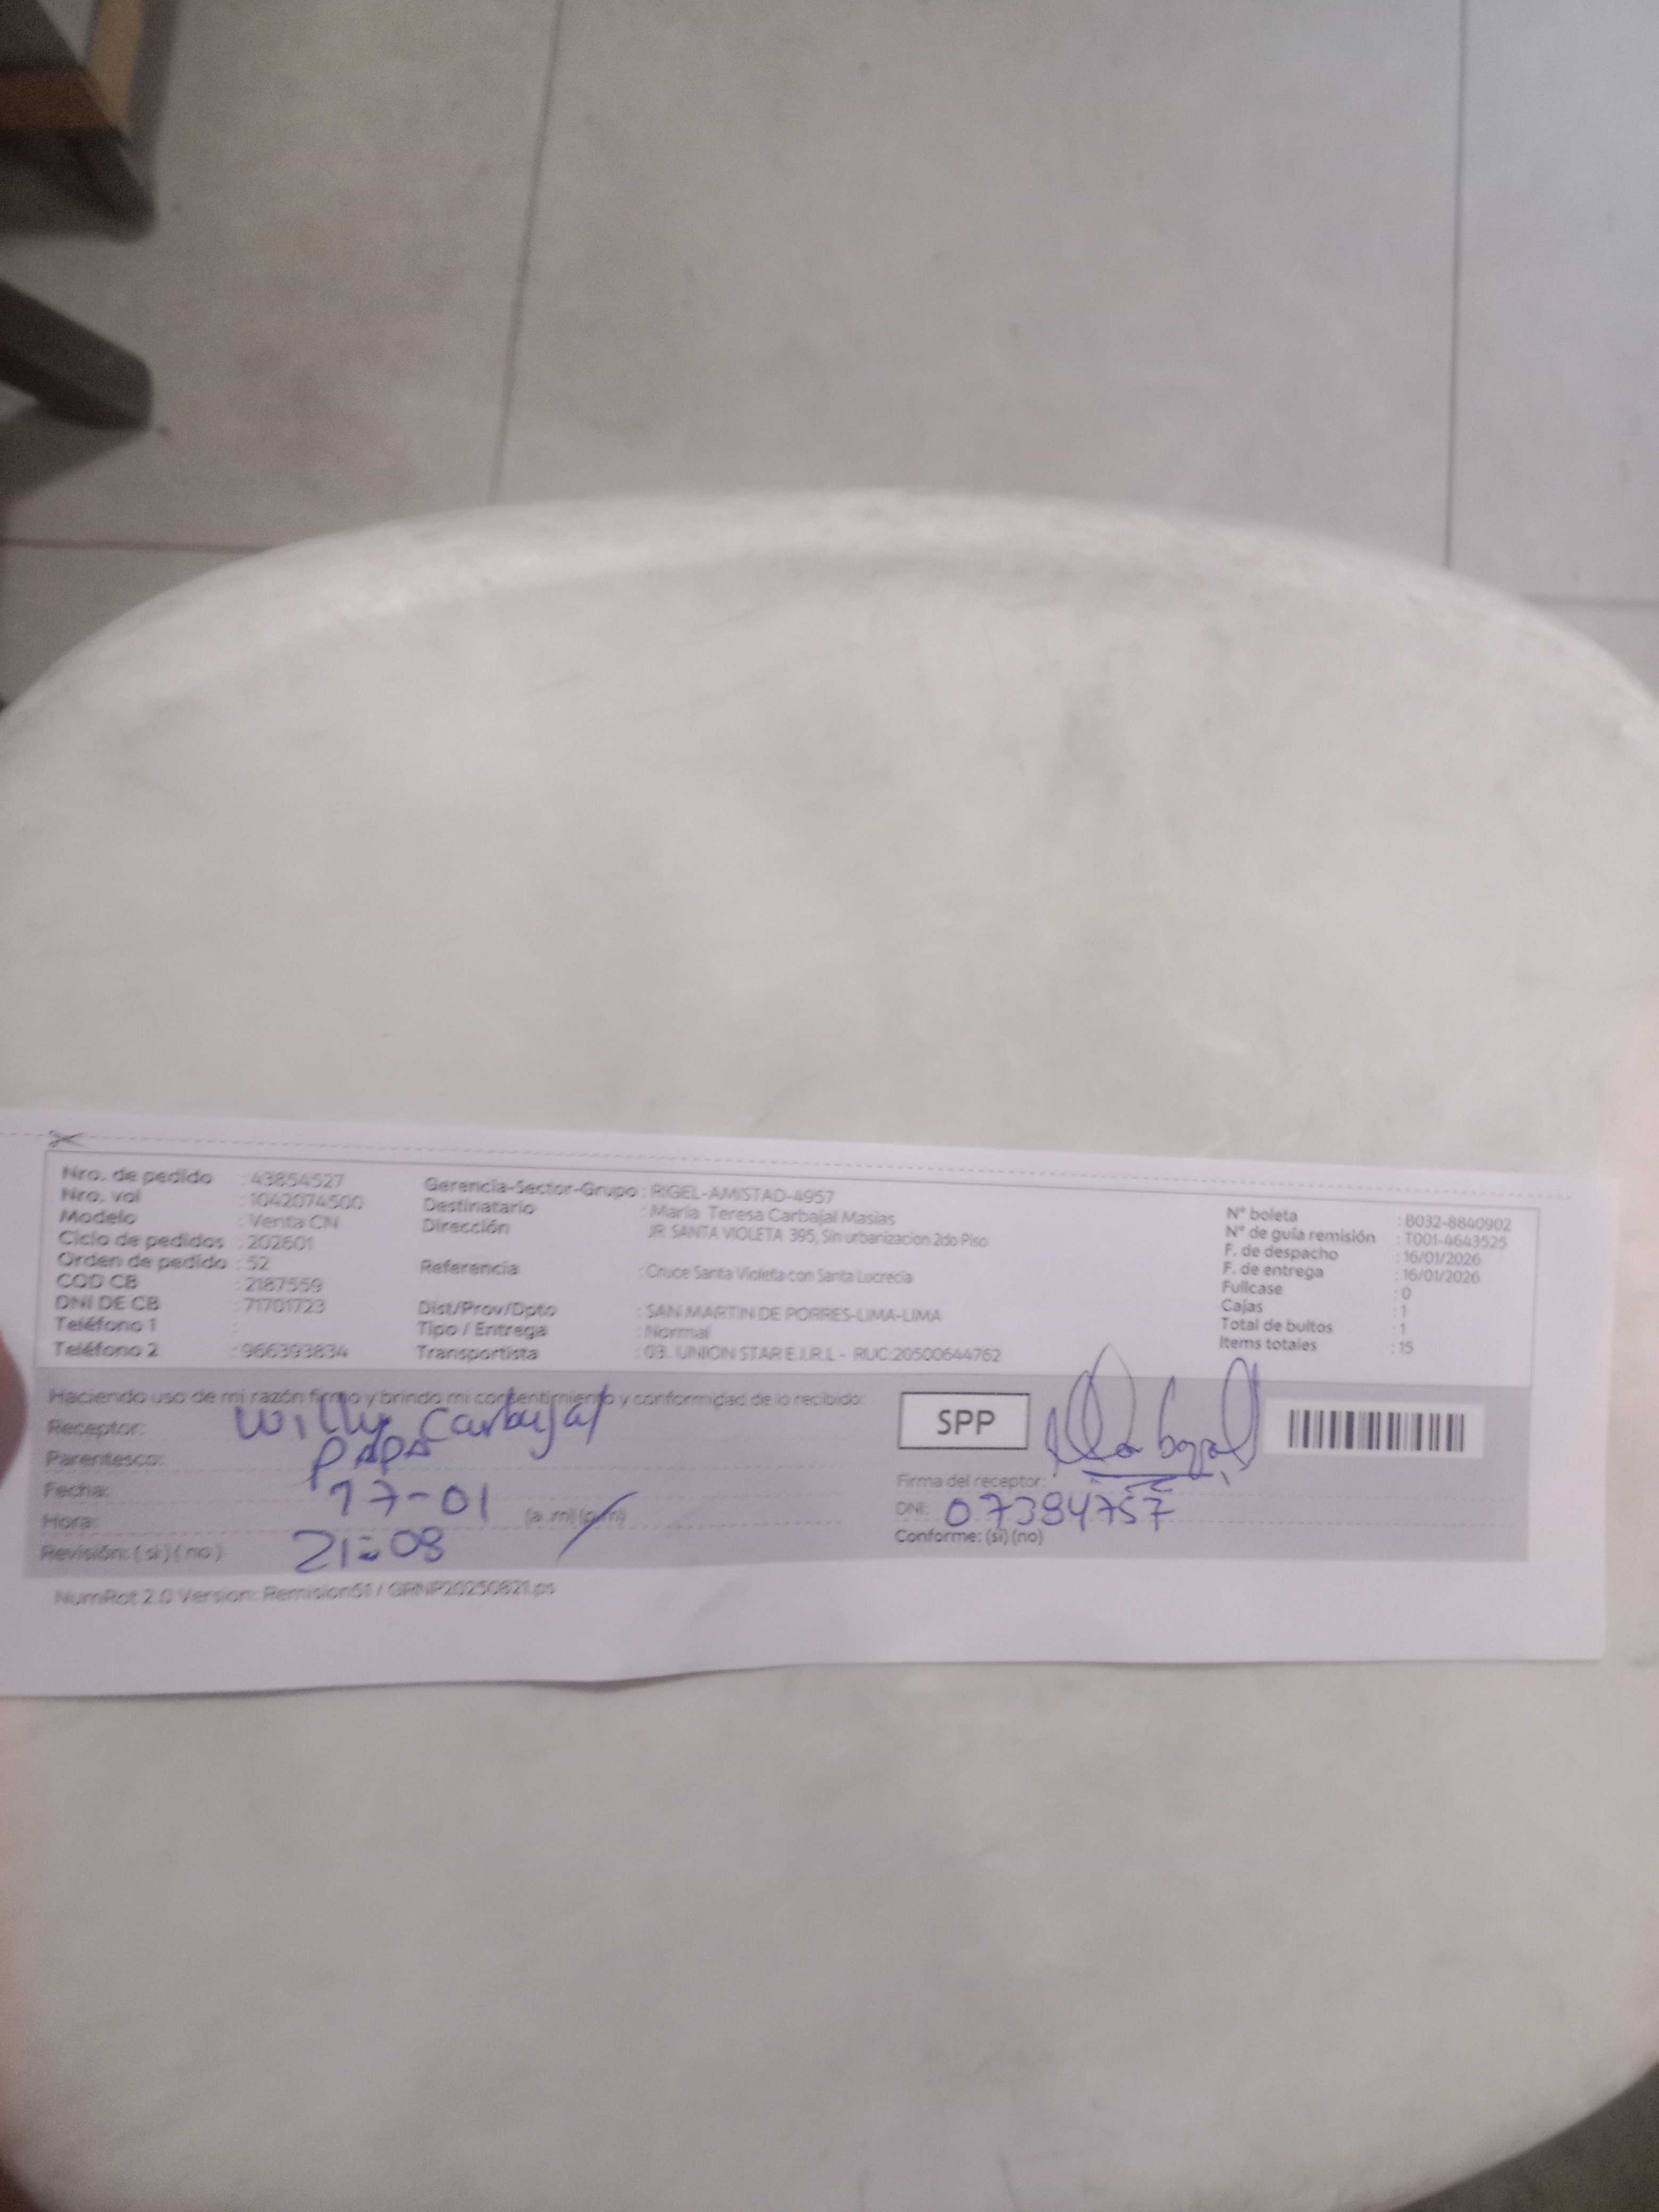 Nro. de pedido : 43854527
Nro. vol : 1042074500
Modelo : Venta CN
Ciclo de pedidos : 202601
Orden de pedido : 52
COD CB : 2187559
DNI DE CB : 71701723
Teléfono 1 :
Teléfono 2 : 966393834
Gerencia-Sector-Grupo : RIGEL-AMISTAD-4957
Destinatario : María Teresa Carbajal Masias
Dirección JR. SANTA VIOLETA 395, Sin urbanizacion 2do Piso
Referencia : Cruce Santa Violeta con Santa Lucrecia
Dist/Prov/Dpto : SAN MARTIN DE PORRES-LIMA-LIMA
Tipo / Entrega : Normal
Transportista : 03. UNION STAR E.I.R.L - RUC:20500644762
N° boleta : B032-8840902
N° de guía remisión : T001-4643525
F. de despacho : 16/01/2026
F. de entrega : 16/01/2026
Fullcase : 0
Cajas : 1
Total de bultos : 1
Items totales : 15
Haciendo uso de mi razón firmo y brindo mi consentimiento y conformidad de lo recibido:
Receptor: Willy Carbajal
Parentesco: PAPA
Fecha: 17-01
Hora: 21:08 (a.m) (p.m)
Revisión: (si) (no)
SPP
Firma del receptor:
DNI: 07384757
Conforme: (si) (no)
NumRot 2.0 Version: Remision61 / GRNP20250821.ps